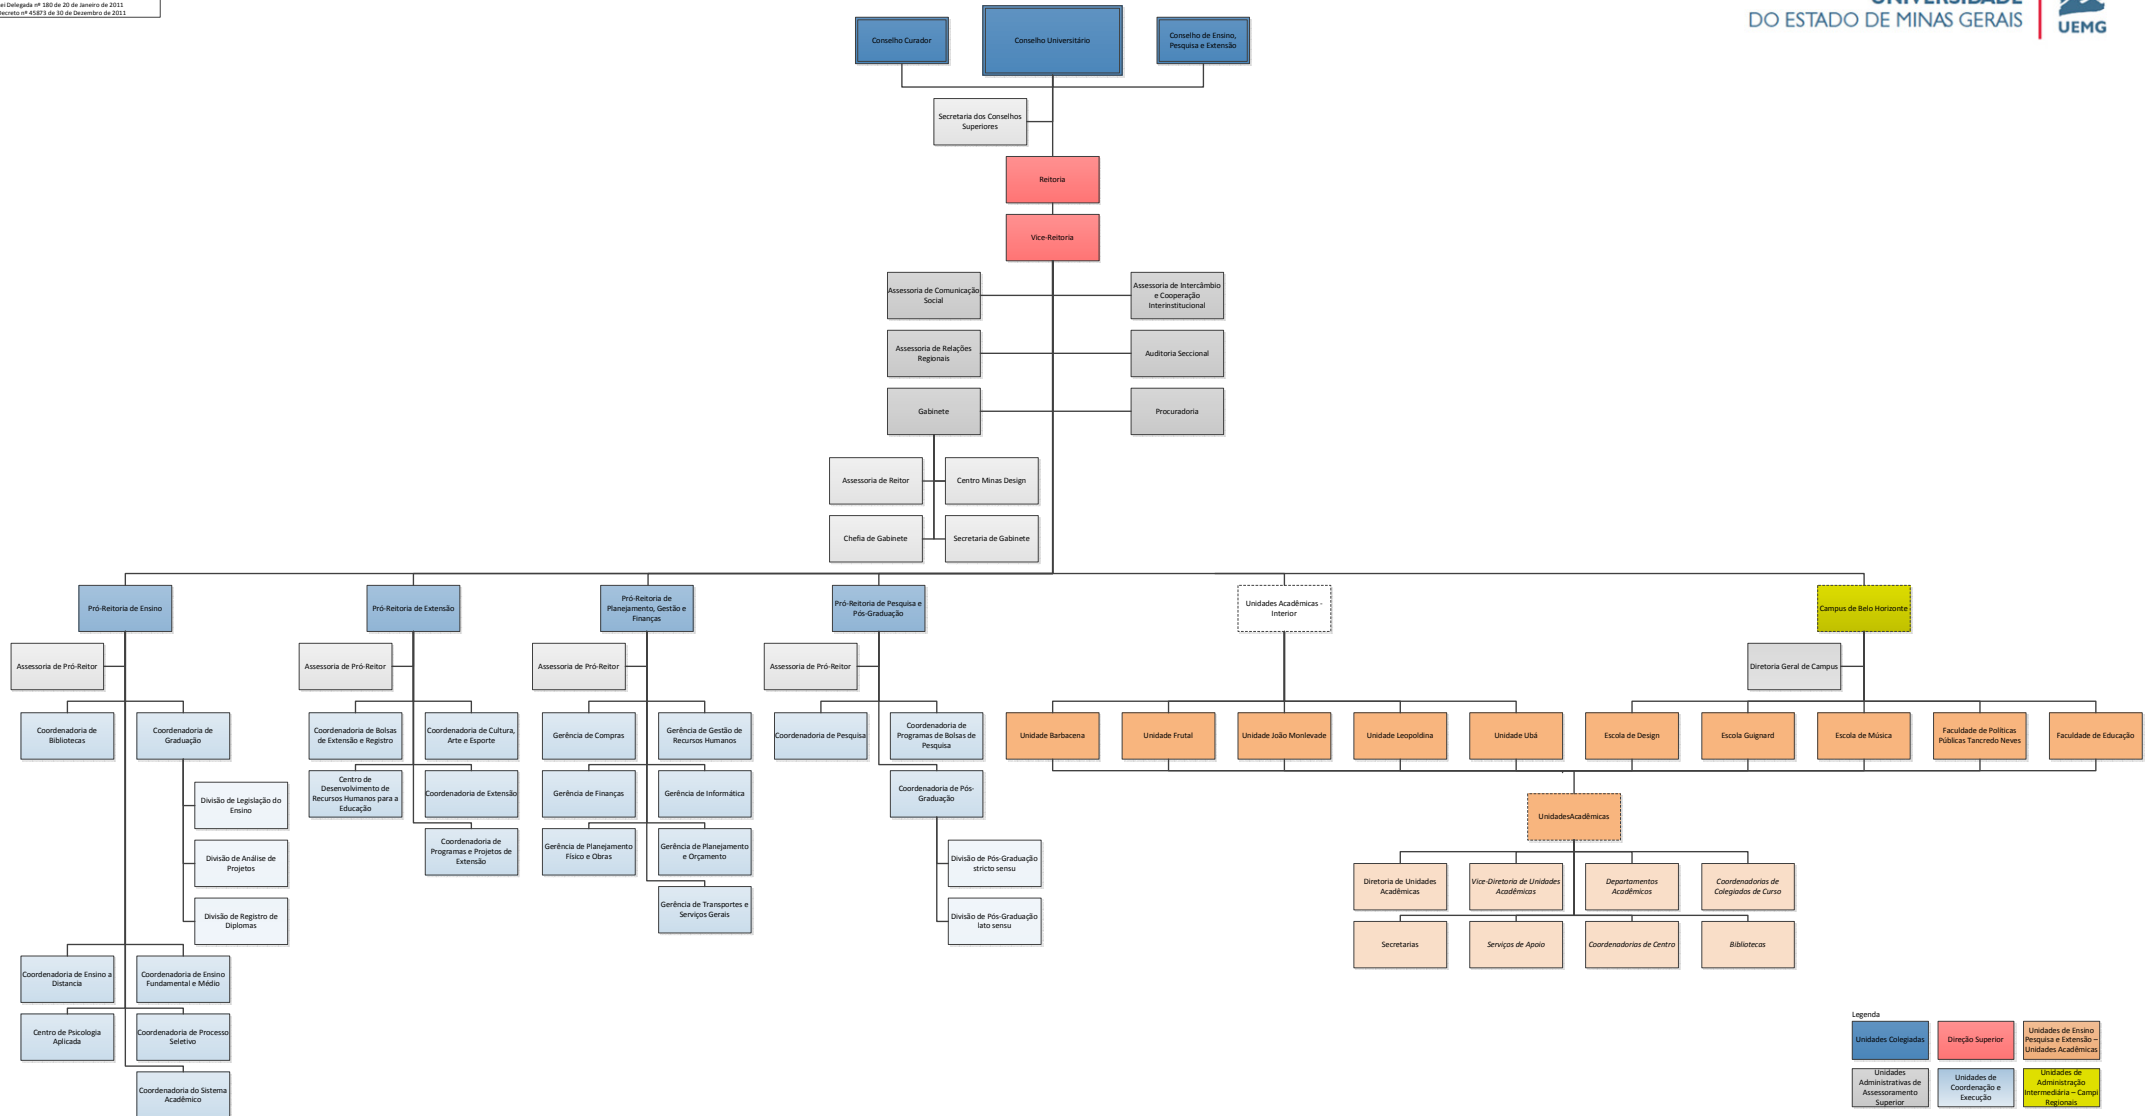 Lei Delegada nº 180 de 20 de Janeiro de 2011
Decreto nº 45873 de 30 de Dezembro de 2011
UNIVERSIDADE
DO ESTADO DE MINAS GERAIS
UEMG
Conselho Curador
Conselho Universitário
Conselho de Ensino,
Pesquisa e Extensão
Secretaria dos Conselhos
Superiores
Reitoria
Vice-Reitoria
Assessoria de Comunicação
Social
Assessoria de Intercâmbio
e Cooperação
Interinstitucional
Assessoria de Relações
Regionais
Auditoria Seccional
Gabinete
Procuradoria
Assessoria de Reitor
Centro Minas Design
Chefia de Gabinete
Secretaria de Gabinete
Pró-Reitoria de Ensino
Pró-Reitoria de Extensão
Pró-Reitoria de
Planejamento, Gestão e
Finanças
Pró-Reitoria de Pesquisa e
Pós-Graduação
Unidades Acadêmicas -
Interior
Campus de Belo Horizonte
Assessoria de Pró-Reitor
Assessoria de Pró-Reitor
Assessoria de Pró-Reitor
Assessoria de Pró-Reitor
Diretoria Geral de Campus
Coordenadoria de
Bibliotecas
Coordenadoria de
Graduação
Coordenadoria de Bolsas
de Extensão e Registro
Coordenadoria de Cultura,
Arte e Esporte
Gerência de Compras
Gerência de Gestão de
Recursos Humanos
Coordenadoria de Pesquisa
Coordenadoria de
Programas de Bolsas de
Pesquisa
Unidade Barbacena
Unidade Frutal
Unidade João Monlevade
Unidade Leopoldina
Unidade Ubá
Escola de Design
Escola Guignard
Escola de Música
Faculdade de Políticas
Públicas Tancredo Neves
Faculdade de Educação
Divisão de Legislação do
Ensino
Centro de
Desenvolvimento de
Recursos Humanos para a
Educação
Coordenadoria de Extensão
Gerência de Finanças
Gerência de Informática
Coordenadoria de Pós-
Graduação
UnidadesAcadêmicas
Divisão de Análise de
Projetos
Coordenadoria de
Programas e Projetos de
Extensão
Gerência de Planejamento
Físico e Obras
Gerência de Planejamento
e Orçamento
Divisão de Pós-Graduação
stricto sensu
Diretoria de Unidades
Acadêmicas
Vice-Diretoria de Unidades
Acadêmicas
Departamentos
Acadêmicos
Coordenadorias de
Colegiados de Curso
Divisão de Registro de
Diplomas
Gerência de Transportes e
Serviços Gerais
Divisão de Pós-Graduação
lato sensu
Secretarias
Serviços de Apoio
Coordenadorias de Centro
Bibliotecas
Coordenadoria de Ensino a
Distancia
Coordenadoria de Ensino
Fundamental e Médio
Centro de Psicologia
Aplicada
Coordenadoria de Processo
Seletivo
Coordenadoria do Sistema
Acadêmico
Legenda
Unidades Colegiadas
Direção Superior
Unidades de Ensino
Pesquisa e Extensão –
Unidades Acadêmicas
Unidades
Administrativas de
Assessoramento
Superior
Unidades de
Coordenação e
Execução
Unidades de
Administração
Intermediária – Campi
Regionais